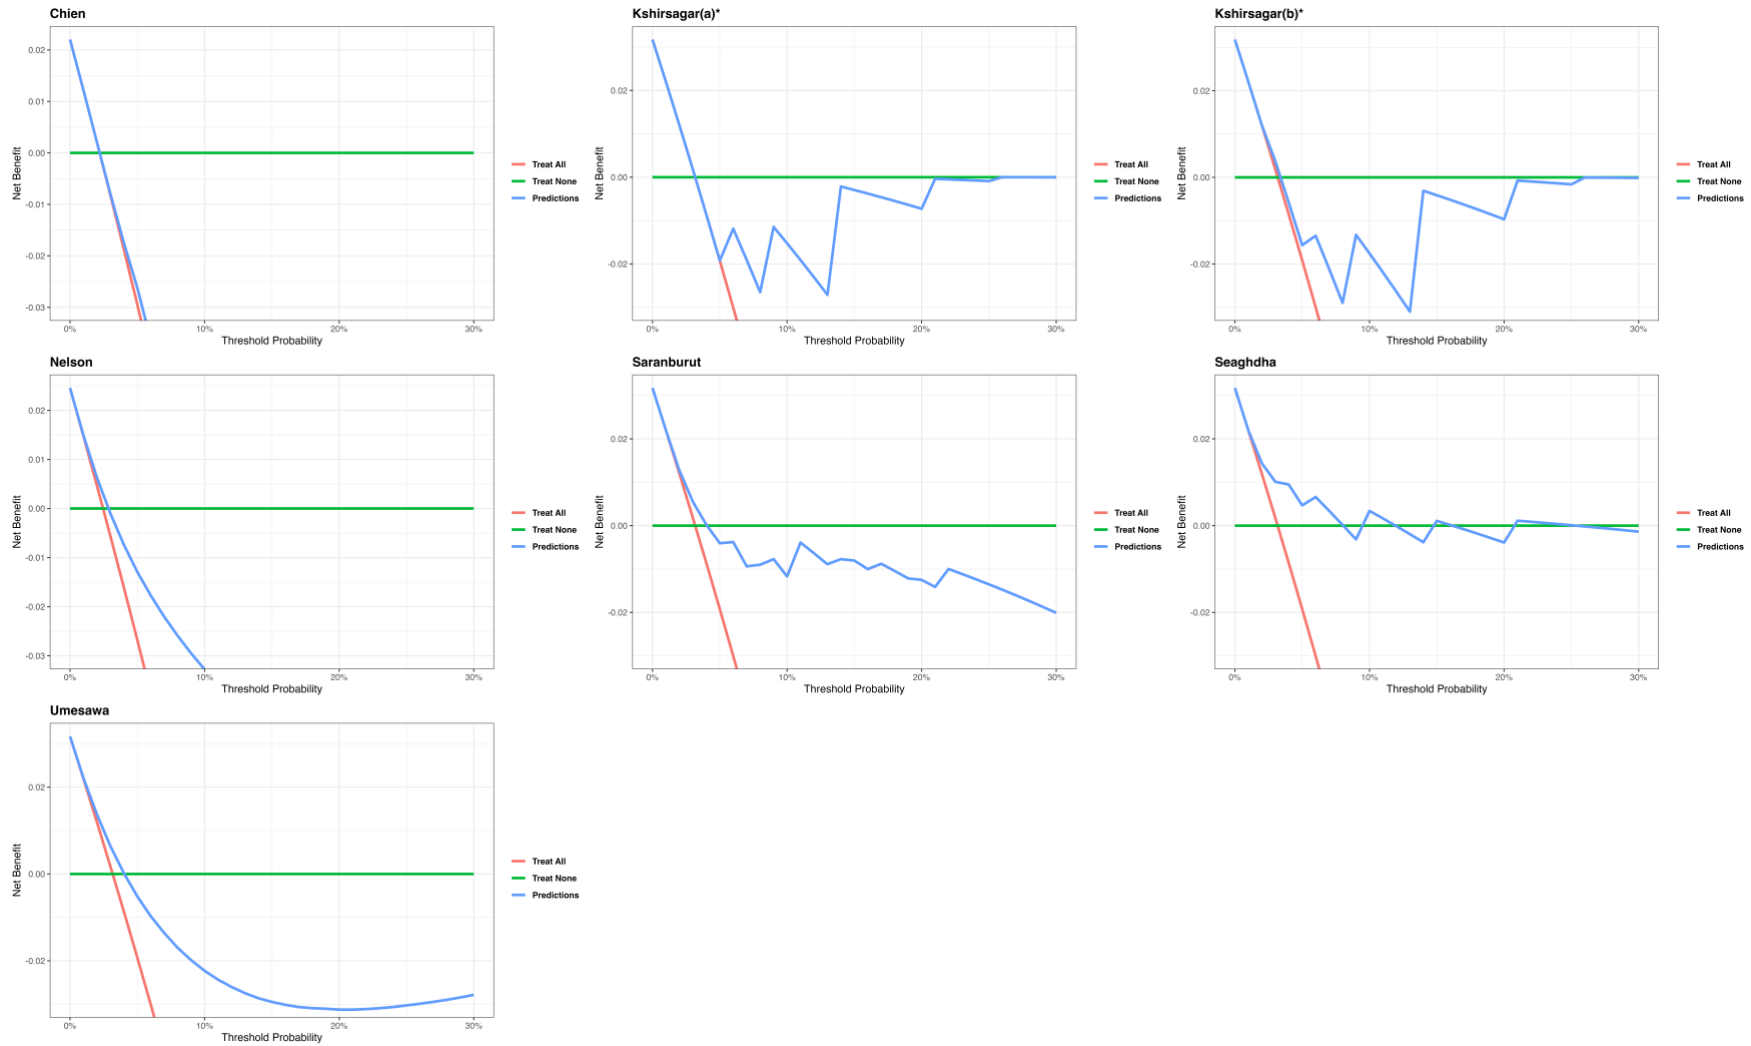 Chien
0.02
0.01
0.00
-0.01
-0.02
-0.03
Net Benefit
0%
10%
20%
30%
Threshold Probability
Treat All
Treat None
Predictions
Kshirsagar(a)*
0.02
0.00
-0.02
Net Benefit
0%
10%
20%
30%
Threshold Probability
Treat All
Treat None
Predictions
Kshirsagar(b)*
0.02
0.00
-0.02
Net Benefit
0%
10%
20%
30%
Threshold Probability
Treat All
Treat None
Predictions
Nelson
0.02
0.01
0.00
-0.01
-0.02
-0.03
Net Benefit
0%
10%
20%
30%
Threshold Probability
Treat All
Treat None
Predictions
Saranburut
0.02
0.00
-0.02
Net Benefit
0%
10%
20%
30%
Threshold Probability
Treat All
Treat None
Predictions
Seaghdha
0.02
0.00
-0.02
Net Benefit
0%
10%
20%
30%
Threshold Probability
Treat All
Treat None
Predictions
Umesawa
0.02
0.00
-0.02
Net Benefit
0%
10%
20%
30%
Threshold Probability
Treat All
Treat None
Predictions